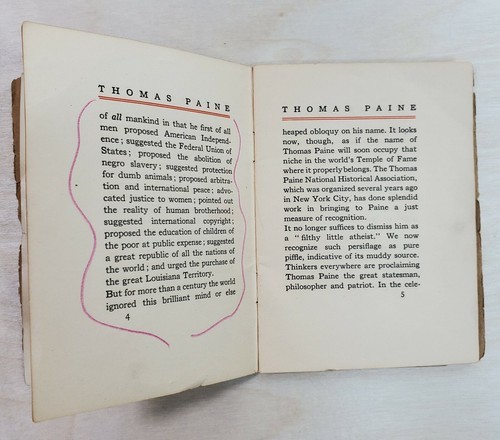 THOMAS PAINE
of all mankind in that he first of all
men proposed American Independ-
ence; suggested the Federal Union of
States; proposed the abolition of
negro slavery; suggested protection
for dumb animals; proposed arbitra-
tion and international peace; advo-
cated justice to women; pointed out
the reality of human brotherhood;
suggested international copyright;
proposed the education of children of
the poor at public expense; suggested
a great republic of all the nations of
the world; and urged the purchase of
the great Louisiana Territory.
But for more than a century the world
ignored this brilliant mind or else
4
THOMAS PAINE
heaped obloquy on his name. It looks
now, though, as if the name of
Thomas Paine will soon occupy that
niche in the world's Temple of Fame
where it properly belongs. The Thomas
Paine National Historical Association,
which was organized several years ago
in New York City, has done splendid
work in bringing to Paine a just
measure of recognition.
It no longer suffices to dismiss him as
a "filthy little atheist." We now
recognize such persiflage as pure
piffle, indicative of its muddy source.
Thinkers everywhere are proclaiming
Thomas Paine the great statesman,
philosopher and patriot. In the cele-
5